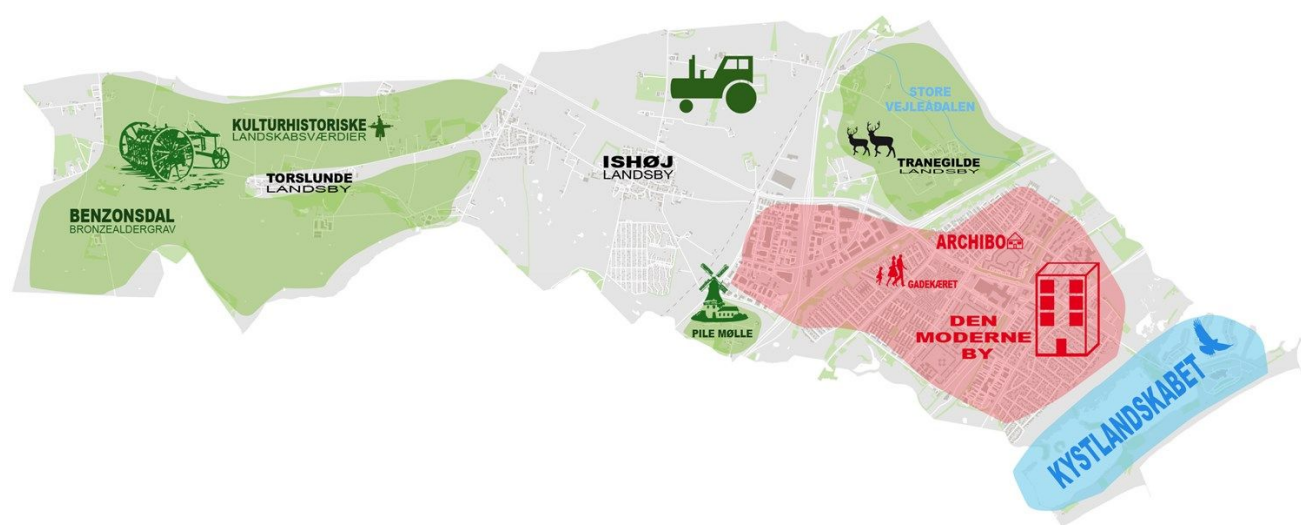 KULTURHISTORISKE
LANDSKABSVÆRDIER
TORSLUNDE
LANDSBY
BENZONSDAL
BRONZEALDERGRAV
ISHØJ
LANDSBY
STORE
VEJLEÅDALEN
TRANEGILDE
LANDSBY
PILE MØLLE
ARCHIBO
GADEKÆRET
DEN
MODERNE
BY
KYSTLANDSKABET